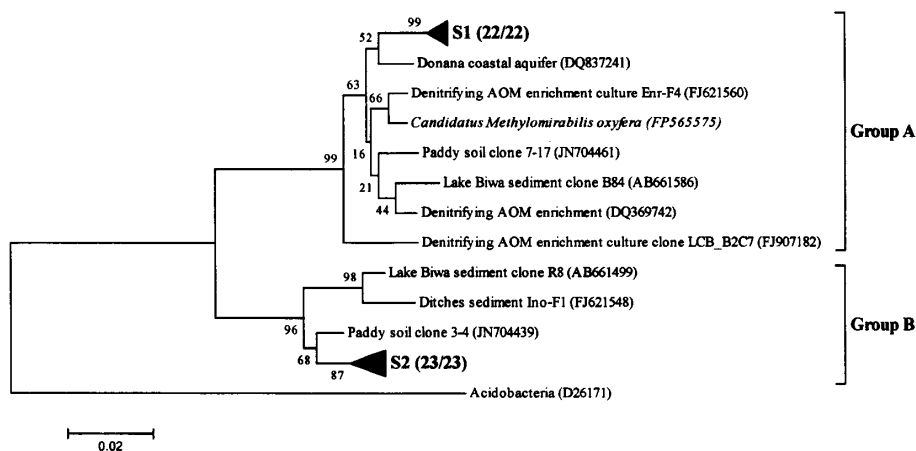 99
S1 (22/22)
52
Donana coastal aquifer (DQ837241)
63
66
Denitrifying AOM enrichment culture Enr-F4 (FJ621560)
Candidatus Methylomirabilis oxyfera (FP565575)
Group A
16
Paddy soil clone 7-17 (JN704461)
99
21
Lake Biwa sediment clone B84 (AB661586)
44
Denitrifying AOM enrichment (DQ369742)
Denitrifying AOM enrichment culture clone LCB_B2C7 (FJ907182)
98
Lake Biwa sediment clone R8 (AB661499)
Ditches sediment Ino-F1 (FJ621548)
Group B
96
Paddy soil clone 3-4 (JN704439)
68
S2 (23/23)
87
Acidobacteria (D26171)
0.02